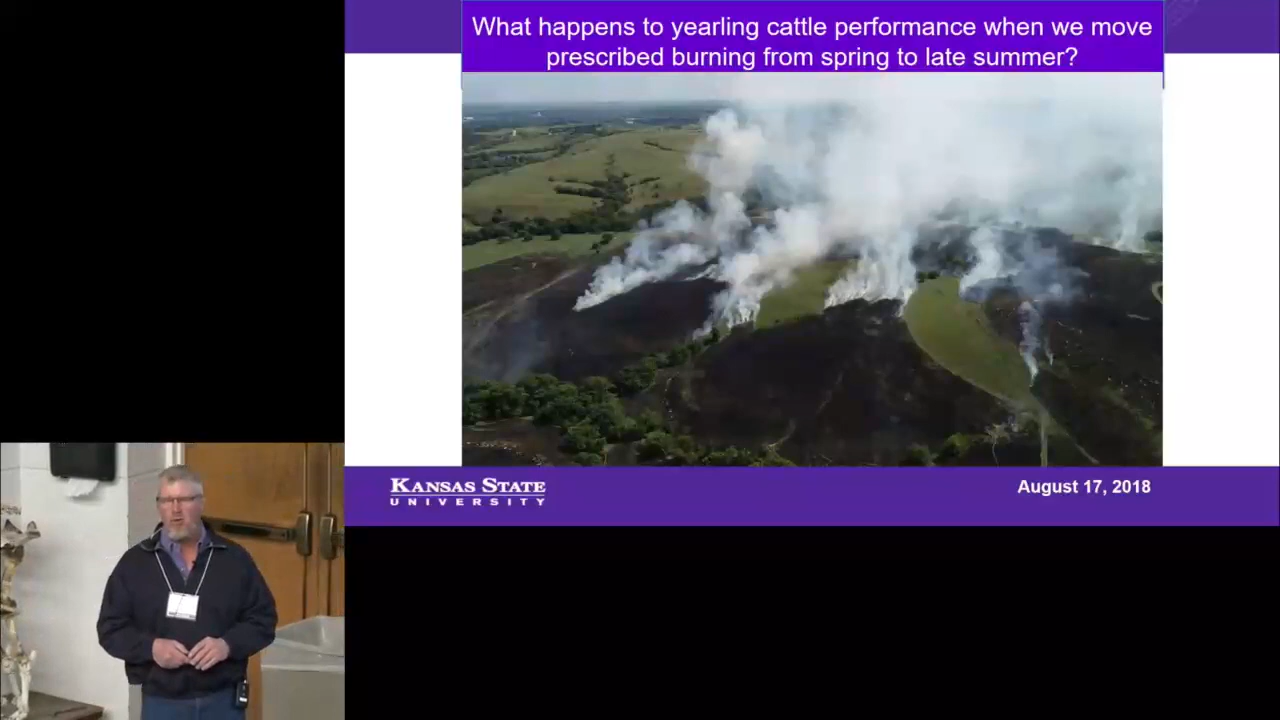 What happens to yearling cattle performance when we move
prescribed burning from spring to late summer?
KANSAS STATE
UNIVERSITY
August 17, 2018